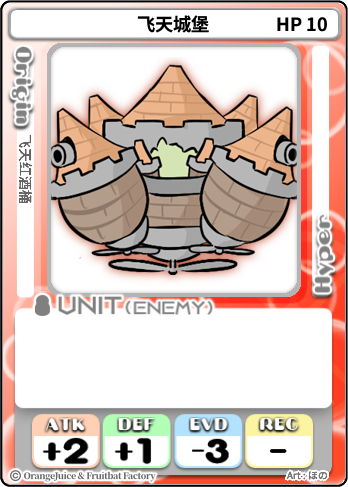 飞天城堡 HP 10
Origin
飞天红酒桶
Hyper
UNIT (ENEMY)
ATK DEF EVD REC
+2 +1 -3 -
© OrangeJuice & Fruitbat Factory Art: ほの